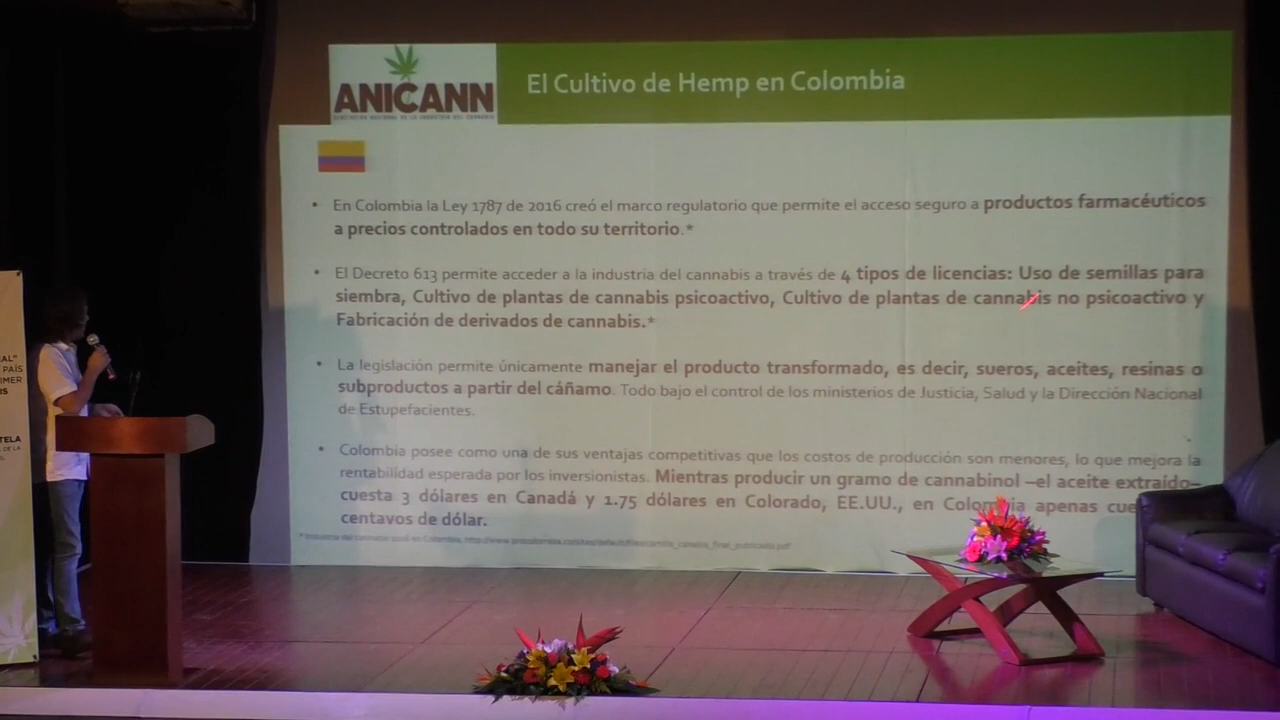 ANICANN
El Cultivo de Hemp en Colombia
• En Colombia la Ley 1787 de 2016 creó el marco regulatorio que permite el acceso seguro a productos farmacéuticos
a precios controlados en todo su territorio.*
• El Decreto 613 permite acceder a la industria del cannabis a través de 4 tipos de licencias: Uso de semillas para
siembra, Cultivo de plantas de cannabis psicoactivo, Cultivo de plantas de cannabis no psicoactivo y
Fabricación de derivados de cannabis.*
• La legislación permite únicamente manejar el producto transformado, es decir, sueros, aceites, resinas o
subproductos a partir del cáñamo. Todo bajo el control de los ministerios de Justicia, Salud y la Dirección Nacional
de Estupefacientes.
• Colombia posee como una de sus ventajas competitivas que los costos de producción son menores, lo que mejora la
rentabilidad esperada por los inversionistas. Mientras producir un gramo de cannabinol –el aceite extraído–
cuesta 3 dólares en Canadá y 1.75 dólares en Colorado, EE.UU., en Colombia apenas cue
centavos de dólar.
AL"
PAÍS
IMER
IS
TELA
DE LA